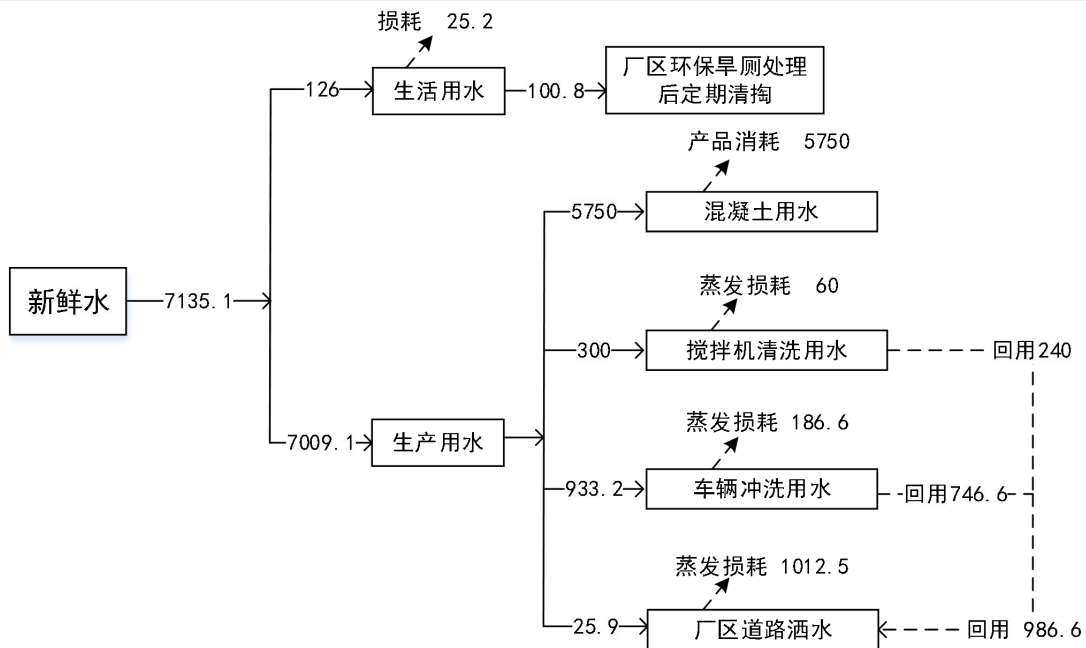 损耗 25.2
126
生活用水
100.8
厂区环保旱厕处理
后定期清掏
产品消耗 5750
5750
混凝土用水
新鲜水
7135.1
蒸发损耗 60
300
搅拌机清洗用水
回用240
7009.1
生产用水
蒸发损耗 186.6
933.2
车辆冲洗用水
回用746.6
蒸发损耗 1012.5
25.9
厂区道路洒水
回用 986.6